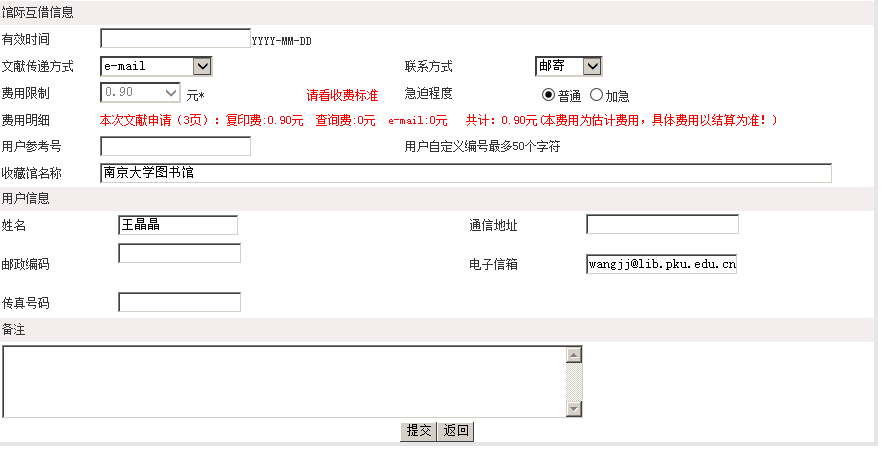 馆际互借信息
有效时间 YYYY-MM-DD
文献传递方式 e-mail 联系方式 邮寄
费用限制 0.90 元* 请看收费标准 急迫程度 普通 加急
费用明细 本次文献申请（3页）：复印费:0.90元 查询费:0元 e-mail:0元 共计：0.90元(本费用为估计费用，具体费用以结算为准！)
用户参考号 用户自定义编号最多50个字符
收藏馆名称 南京大学图书馆
用户信息
姓名 王晶晶 通信地址
邮政编码 电子信箱 wangjj@lib.pku.edu.cn
传真号码
备注
提交 返回